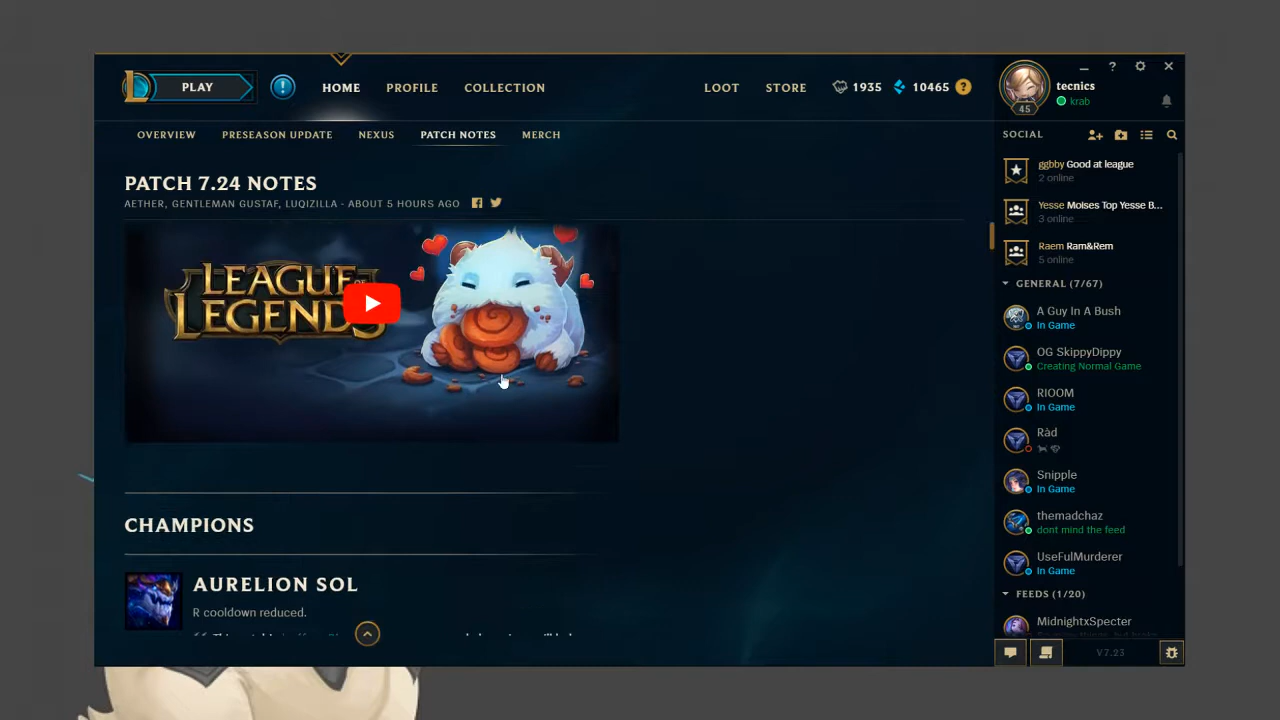 PLAY
HOME
PROFILE
COLLECTION
LOOT
STORE
1935
10465
?
?
45
tecnics
krab
OVERVIEW
PRESEASON UPDATE
NEXUS
PATCH NOTES
MERCH
PATCH 7.24 NOTES
AETHER, GENTLEMAN GUSTAF, LUQIZILLA - ABOUT 5 HOURS AGO
LEAGUE OF
LEGENDS
CHAMPIONS
AURELION SOL
R cooldown reduced.
SOCIAL
ggbby Good at league
2 online
Yesse Moises Top Yesse B...
3 online
Raem Ram&Rem
5 online
GENERAL (7/67)
A Guy In A Bush
In Game
OG SkippyDippy
Creating Normal Game
RIOOM
In Game
Ràd
Snipple
In Game
themadchaz
dont mind the feed
UseFulMurderer
In Game
FEEDS (1/20)
MidnightxSpecter
V7.23